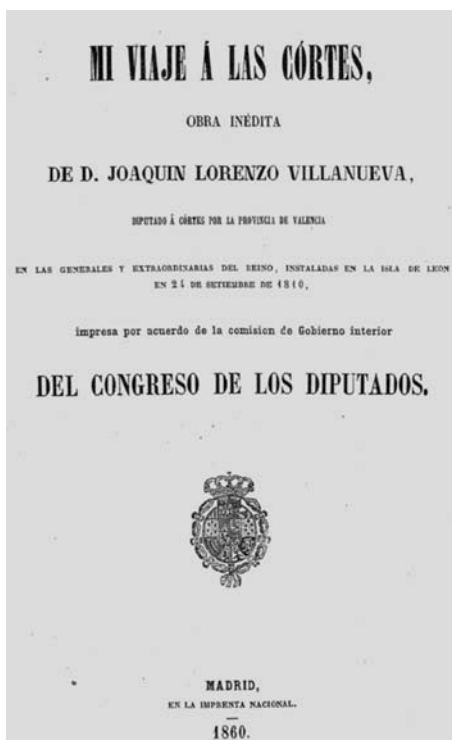 MI VIAJE Á LAS CÓRTES,
OBRA INÉDITA
DE D. JOAQUIN LORENZO VILLANUEVA,
DIPUTADO Á CÓRTES POR LA PROVINCIA DE VALENCIA
EN LAS GENERALES Y EXTRAORDINARIAS DEL REINO, INSTALADAS EN LA ISLA DE LEON
EN 24 DE SETIEMBRE DE 1810,
impresa por acuerdo de la comision de Gobierno interior
DEL CONGRESO DE LOS DIPUTADOS.
MADRID,
EN LA IMPRENTA NACIONAL.
1860.